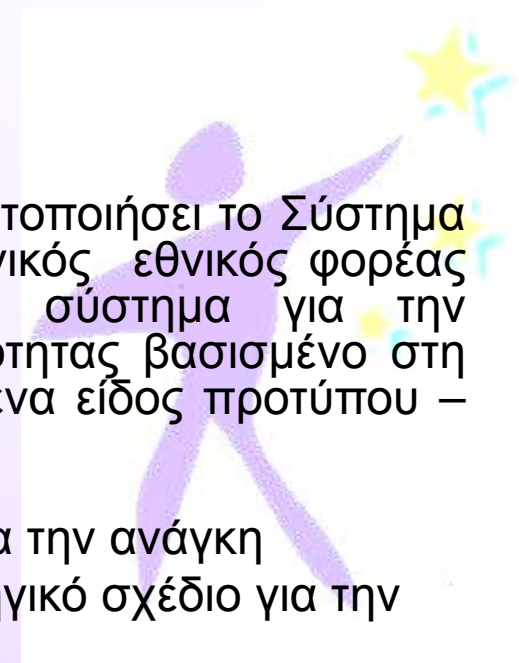 τοποιήσει το Σύστημα
νικός εθνικός φορέας
σύστημα για την
ότητας βασισμένο στη
ένα είδος προτύπου –
α την ανάγκη
γικό σχέδιο για την